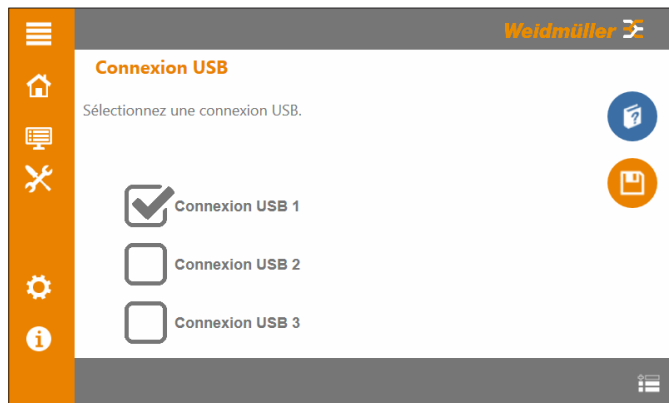 Weidmüller
Connexion USB
Sélectionnez une connexion USB.
Connexion USB 1
Connexion USB 2
Connexion USB 3